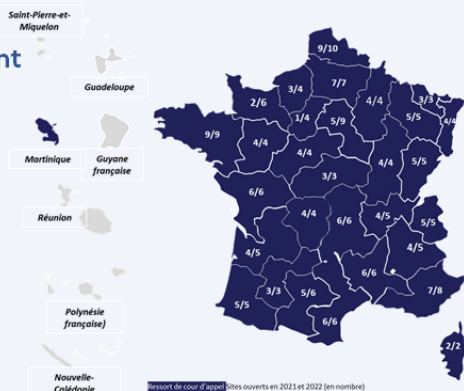 Saint-Pierre-et-
Miquelon
nt
Guadeloupe
Martinique
Guyane
française
Réunion
Polynésie
française)
Nouvelle-
Calédonie
9/10
3/4
7/7
2/6
4/4
3/3
1/4
5/9
5/5
4/4
9/9
4/4
4/4
4/4
5/5
3/3
6/6
4/4
6/6
4/5
5/5
4/5
4/5
6/6
3/3
5/6
7/8
5/5
6/6
2/2
Ressort de cour d'appel Sites ouverts en 2021 et 2022 (en nombre)